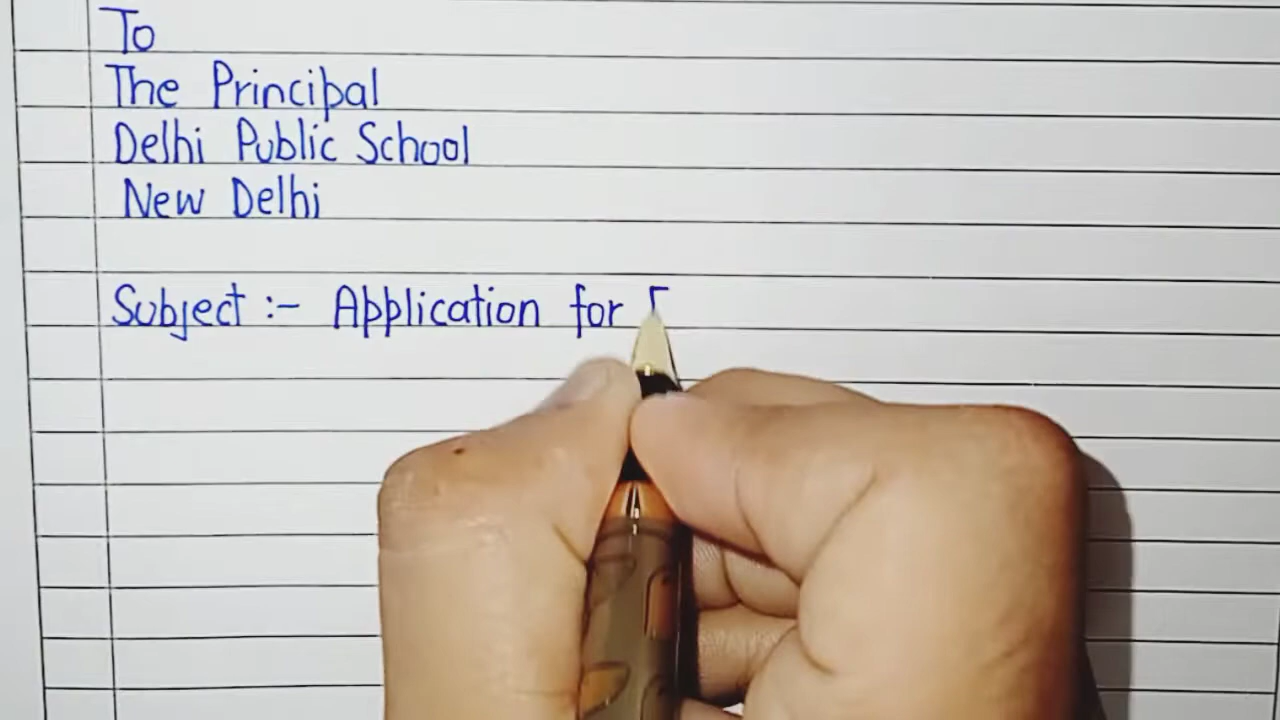 To
The Principal
Delhi Public School
New Delhi
Subject :- Application for